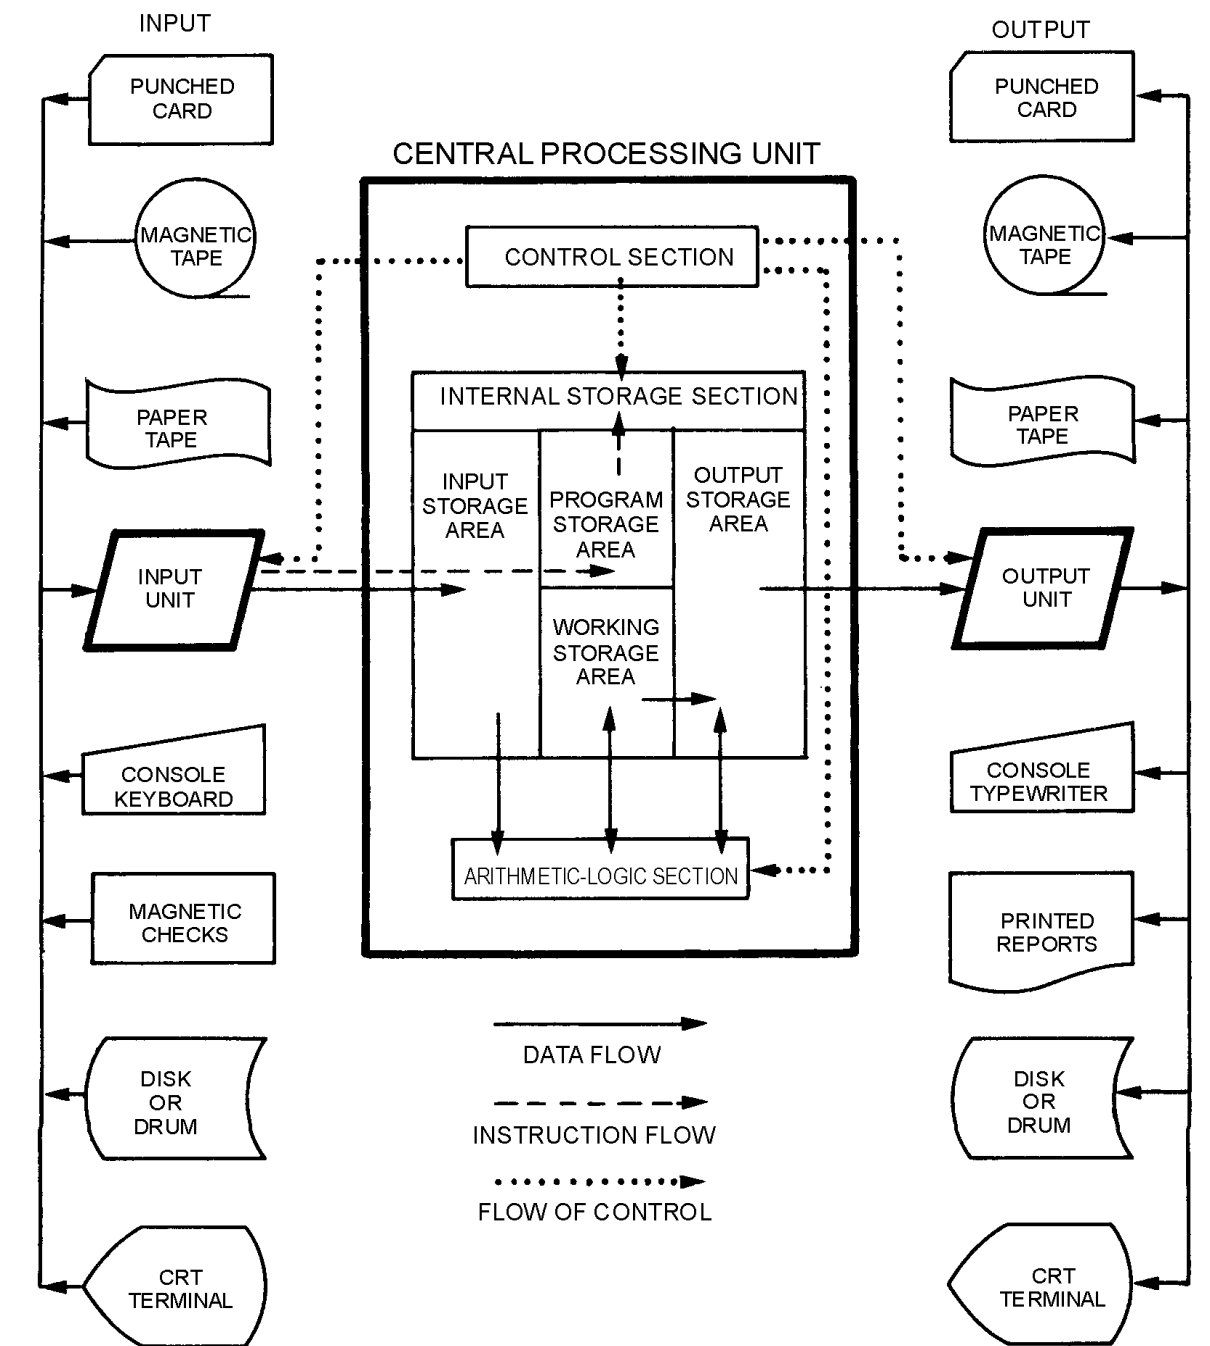 INPUT
PUNCHED
CARD
MAGNETIC
TAPE
PAPER
TAPE
INPUT
UNIT
CONSOLE
KEYBOARD
MAGNETIC
CHECKS
DISK
OR
DRUM
CRT
TERMINAL
CENTRAL PROCESSING UNIT
CONTROL SECTION
INTERNAL STORAGE SECTION
INPUT
STORAGE
AREA
PROGRAM
STORAGE
AREA
WORKING
STORAGE
AREA
OUTPUT
STORAGE
AREA
ARITHMETIC-LOGIC SECTION
DATA FLOW
INSTRUCTION FLOW
FLOW OF CONTROL
OUTPUT
PUNCHED
CARD
MAGNETIC
TAPE
PAPER
TAPE
OUTPUT
UNIT
CONSOLE
TYPEWRITER
PRINTED
REPORTS
DISK
OR
DRUM
CRT
TERMINAL